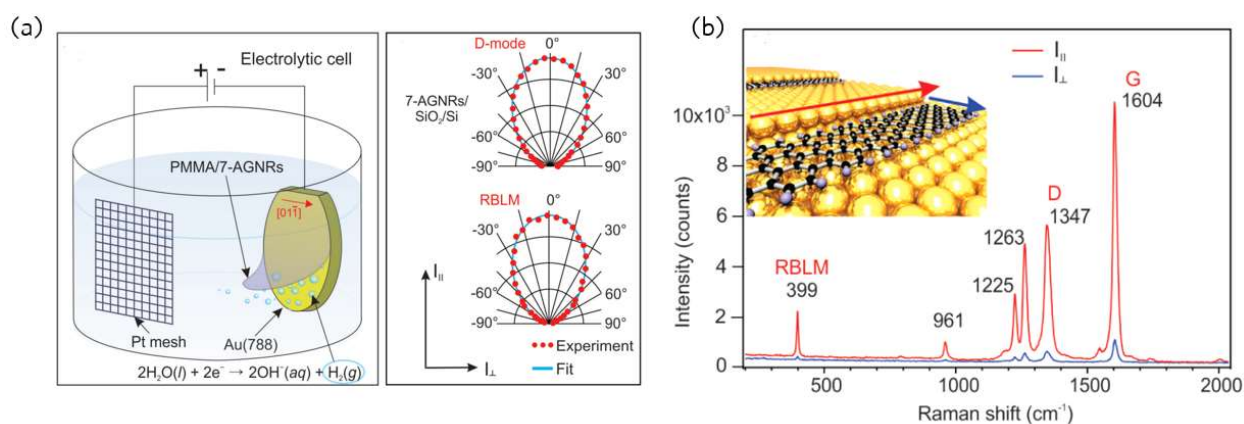 (a)
+ -
Electrolytic cell
PMMA/7-AGNRs
[011̄]
Pt mesh
Au(788)
2H₂O(l) + 2e⁻ → 2OH⁻(aq) + H₂(g)
D-mode
0°
-30° 30°
7-AGNRs/
SiO₂/Si
-60° 60°
-90° 90°
RBLM
0°
-30° 30°
-60° 60°
-90° 90°
I∥
I⊥
Experiment
Fit
(b)
I∥
I⊥
G
1604
D
1347
1263
1225
RBLM
399
961
Intensity (counts)
10x10³
8
6
4
2
0
500 1000 1500 2000
Raman shift (cm⁻¹)